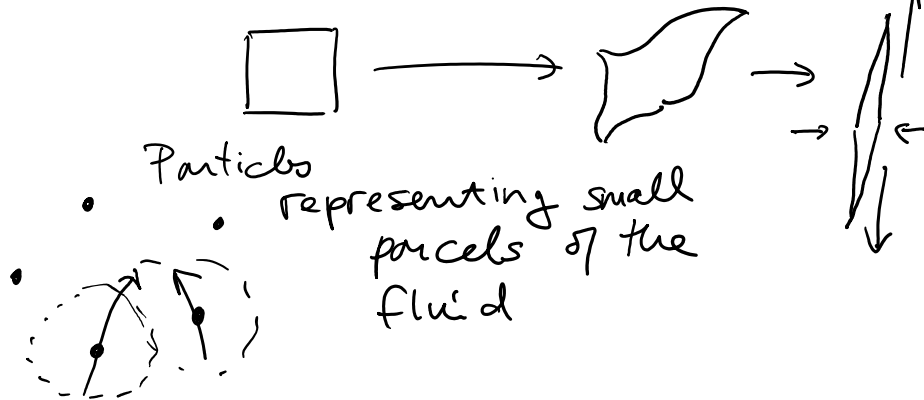 Particles
representing small
parcels of the
fluid